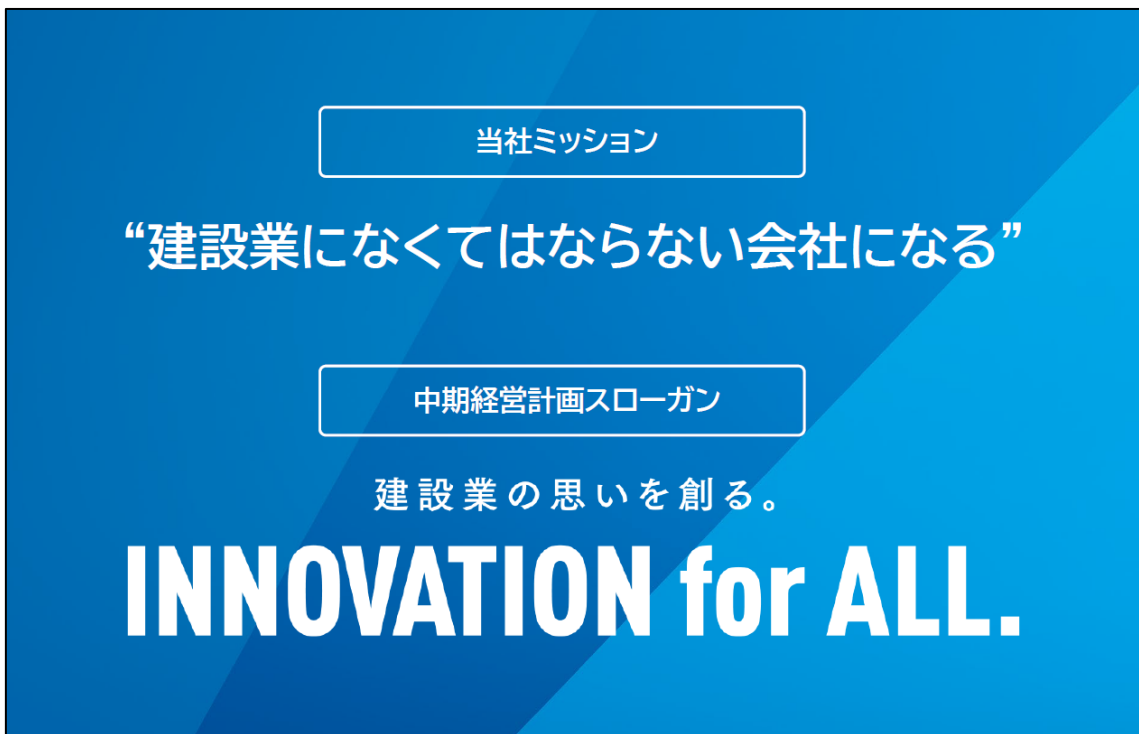 当社ミッション
“建設業になくてはならない会社になる”
中期経営計画スローガン
建設業の思いを創る。
INNOVATION for ALL.